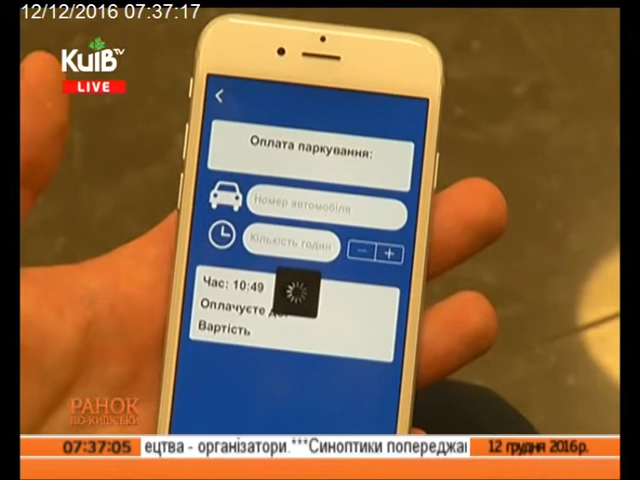 12/12/2016 07:37:17
КиїВ TV
LIVE
Оплата паркування:
Номер автомобіля
Кількість годин
Час: 10:49
Оплачуєте до:
Вартість
РАНОК
ПО-КИЇВСЬКИ
07:37:05
ецтва - організатори.***Синоптики попереджаі
12 грудня 2016р.